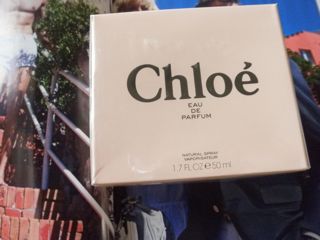 Chloé
EAU
DE
PARFUM
NATURAL SPRAY
VAPORISATEUR
1.7 FL.OZ e 50 ml